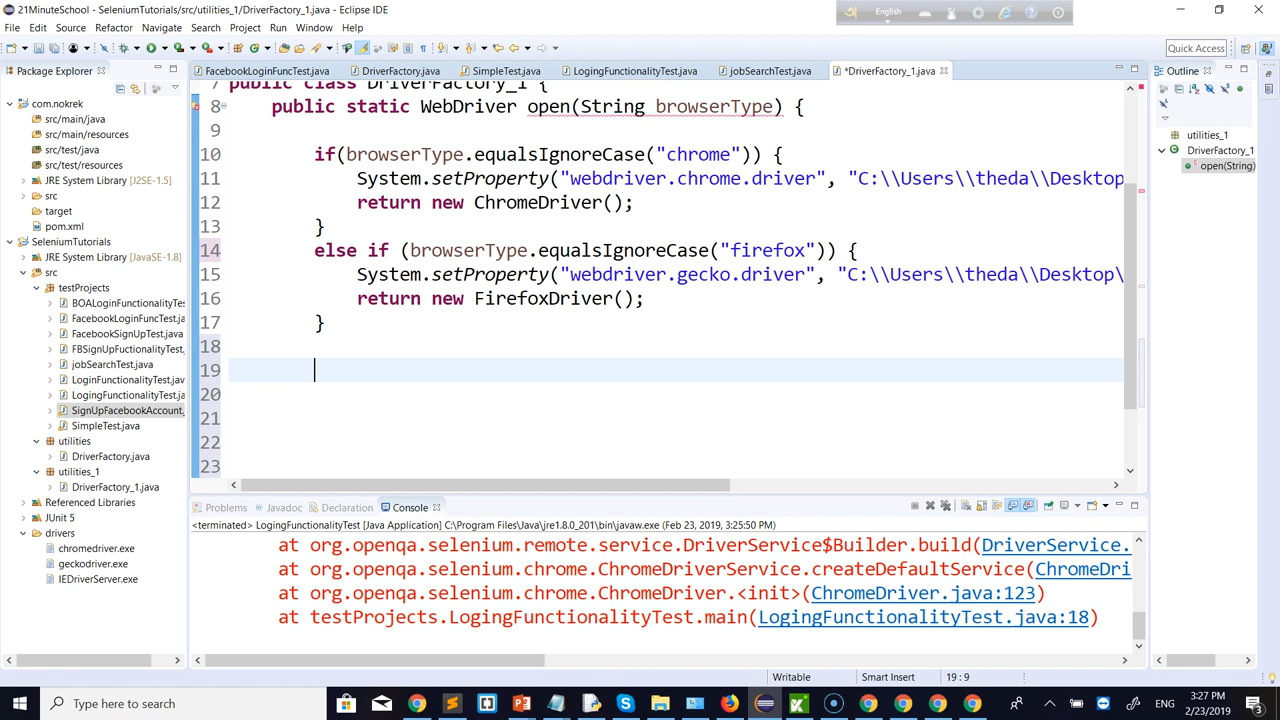 21MinuteSchool - SeleniumTutorials/src/utilities_1/DriverFactory_1.java - Eclipse IDE
English
File Edit Source Refactor Navigate Search Project Run Window Help
Quick Access
Package Explorer
FacebookLoginFuncTest.java DriverFactory.java SimpleTest.java LogingFunctionalityTest.java jobSearchTest.java *DriverFactory_1.java
Outline
com.nokrek
src/main/java
src/main/resources
src/test/java
src/test/resources
JRE System Library [J2SE-1.5]
src
target
pom.xml
SeleniumTutorials
JRE System Library [JavaSE-1.8]
src
testProjects
BOALoginFunctionalityTes
FacebookLoginFuncTest.ja
FacebookSignUpTest.java
FBSignUpFuctionalityTest.
jobSearchTest.java
LoginFunctionalityTest.jav
LogingFunctionalityTest.ja
SignUpFacebookAccount.
SimpleTest.java
utilities
DriverFactory.java
utilities_1
DriverFactory_1.java
Referenced Libraries
JUnit 5
drivers
chromedriver.exe
geckodriver.exe
IEDriverServer.exe
7 public class DriverFactory_1 {
8 public static WebDriver open(String browserType) {
9
10 if(browserType.equalsIgnoreCase("chrome")) {
11 System.setProperty("webdriver.chrome.driver", "C:\\Users\\theda\\Desktop
12 return new ChromeDriver();
13 }
14 else if (browserType.equalsIgnoreCase("firefox")) {
15 System.setProperty("webdriver.gecko.driver", "C:\\Users\\theda\\Desktop\
16 return new FirefoxDriver();
17 }
18
19
20
21
22
23
utilities_1
DriverFactory_1
open(String)
Problems Javadoc Declaration Console
<terminated> LogingFunctionalityTest [Java Application] C:\Program Files\Java\jre1.8.0_201\bin\javaw.exe (Feb 23, 2019, 3:25:50 PM)
at org.openqa.selenium.remote.service.DriverService$Builder.build(DriverService.
at org.openqa.selenium.chrome.ChromeDriverService.createDefaultService(ChromeDri
at org.openqa.selenium.chrome.ChromeDriver.<init>(ChromeDriver.java:123)
at testProjects.LogingFunctionalityTest.main(LogingFunctionalityTest.java:18)
Writable Smart Insert 19 : 9
Type here to search
ENG
3:27 PM
2/23/2019
3